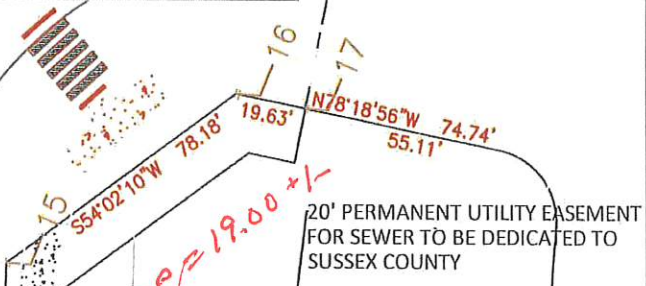 16
17
N78°18'56"W 74.74'
19.63'
55.11'
S54°02'10"W 78.18'
15
= 19.00 +/-
20' PERMANENT UTILITY EASEMENT
FOR SEWER TO BE DEDICATED TO
SUSSEX COUNTY